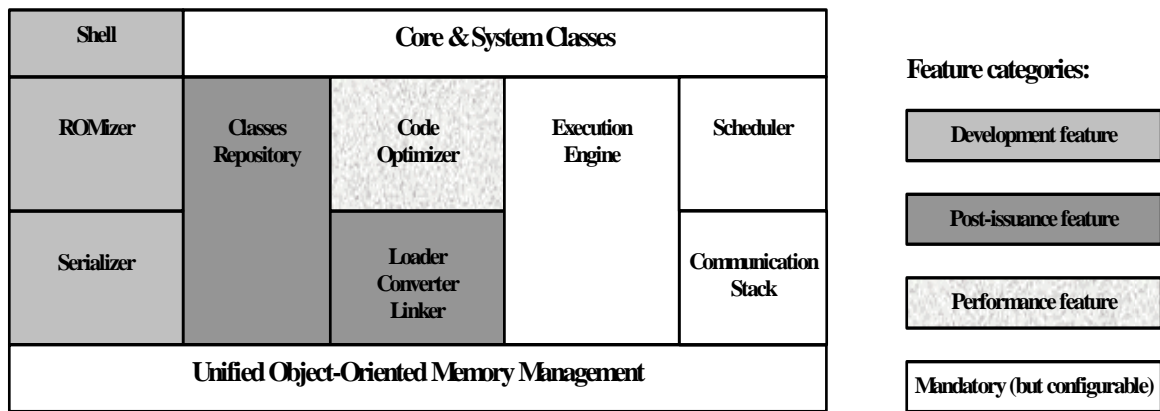 Shell
Core & System Classes
ROMizer
Classes
Repository
Code
Optimizer
Execution
Engine
Scheduler
Serializer
Loader
Converter
Linker
Communication
Stack
Unified Object-Oriented Memory Management
Feature categories:
Development feature
Post-issuance feature
Performance feature
Mandatory (but configurable)